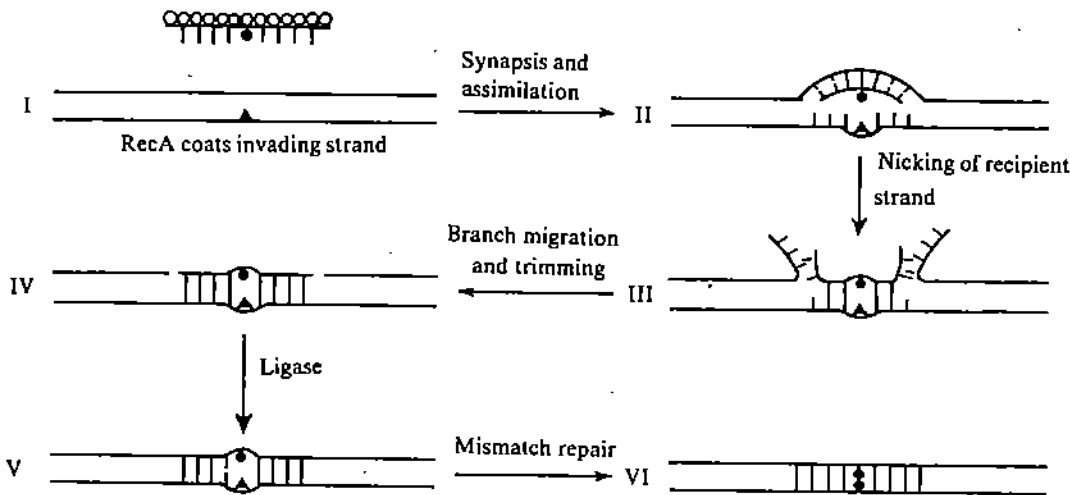 I
RecA coats invading strand
Synapsis and
assimilation
II
Nicking of recipient
strand
III
Branch migration
and trimming
IV
Ligase
V
Mismatch repair
VI